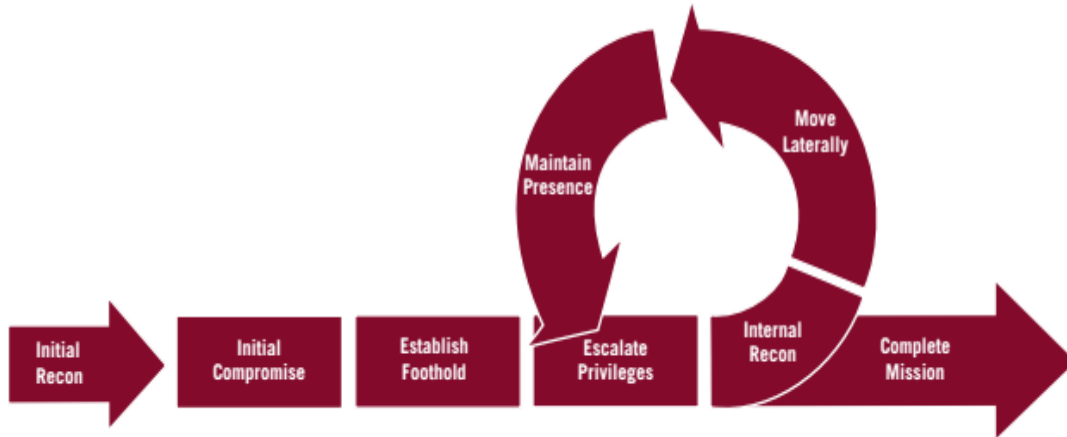 Initial
Recon
Initial
Compromise
Establish
Foothold
Escalate
Privileges
Internal
Recon
Move
Laterally
Maintain
Presence
Complete
Mission